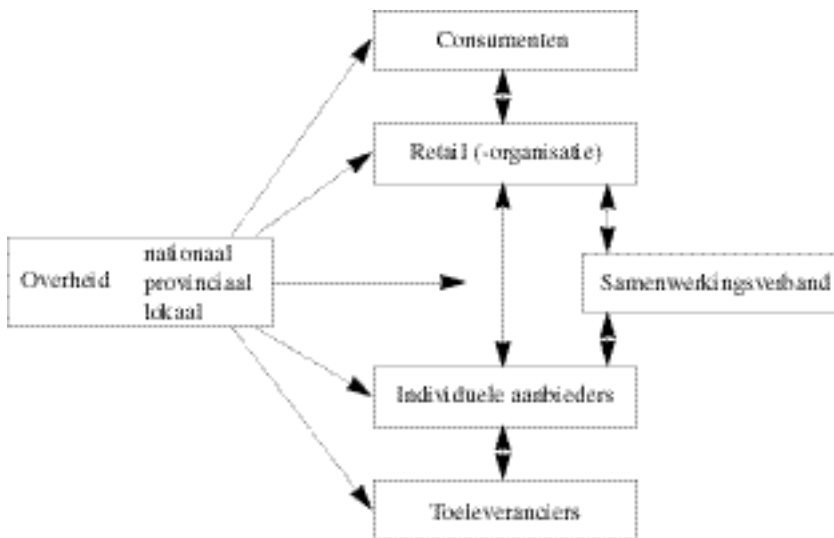 Consumenten
Retail (-organisatie)
nationaal
Overheid provinciaal
lokaal
Samenwerkingsverband
Individuele aanbieders
Toeleveranciers